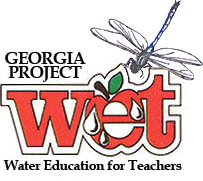 GEORGIA
PROJECT
wet
Water Education for Teachers